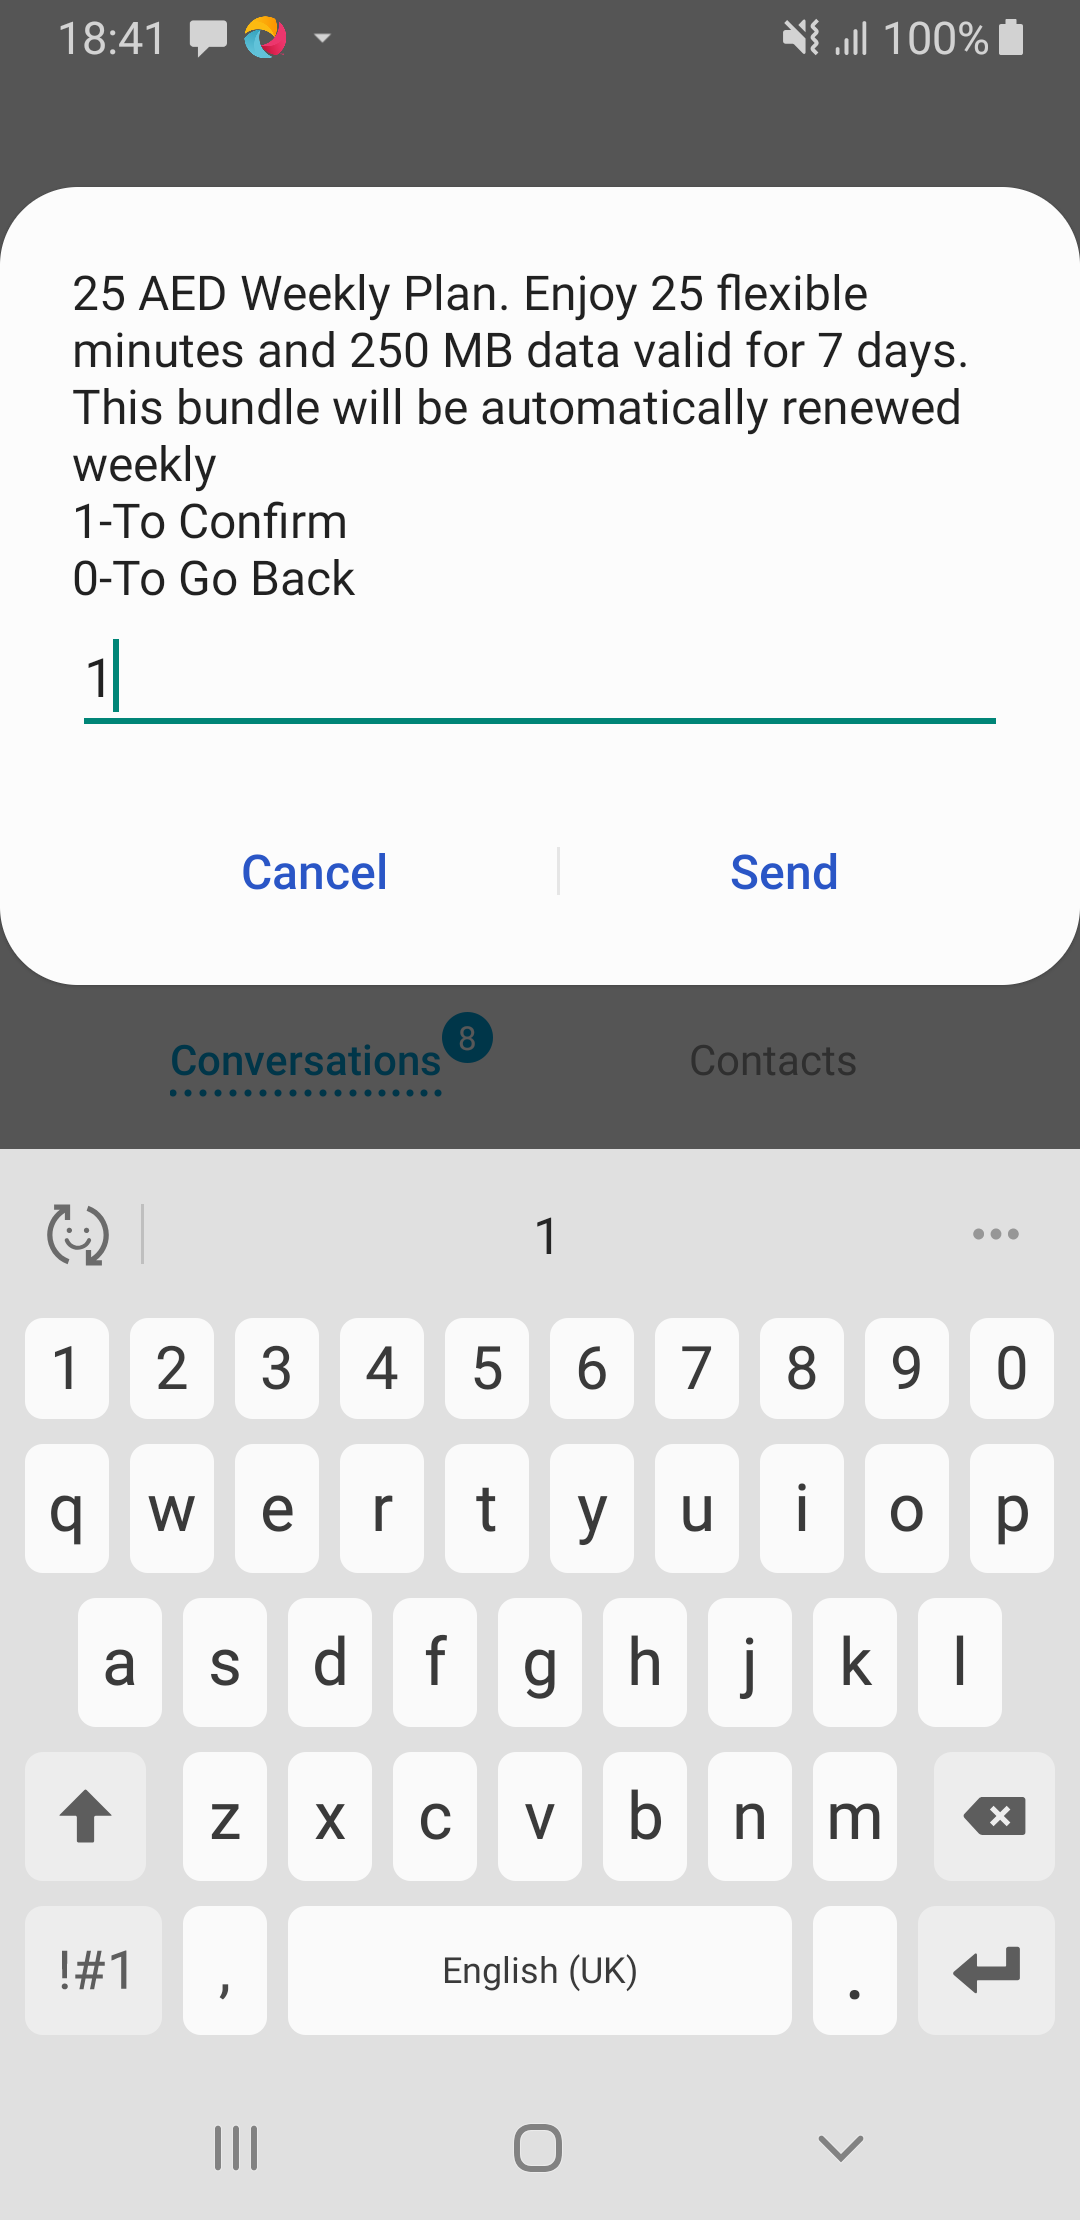 18:41 100%
25 AED Weekly Plan. Enjoy 25 flexible
minutes and 250 MB data valid for 7 days.
This bundle will be automatically renewed
weekly
1-To Confirm
0-To Go Back
1
Cancel Send
Conversations 8 Contacts
1
1 2 3 4 5 6 7 8 9 0
q w e r t y u i o p
a s d f g h j k l
z x c v b n m
!#1 , English (UK) .